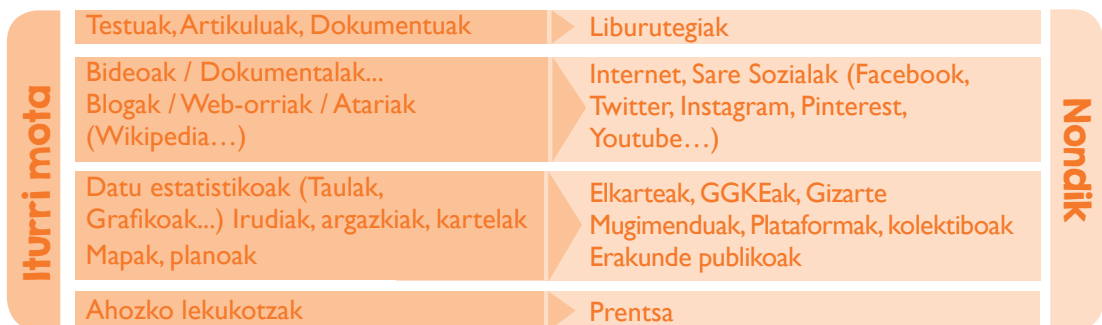 Iturri mota
Testuak, Artikuluak, Dokumentuak
Liburutegiak
Bideoak / Dokumentalak...
Blogak / Web-orriak / Atariak
(Wikipedia…)
Internet, Sare Sozialak (Facebook,
Twitter, Instagram, Pinterest,
Youtube…)
Datu estatistikoak (Taulak,
Grafikoak...) Irudiak, argazkiak, kartelak
Mapak, planoak
Elkarteak, GGKEak, Gizarte
Mugimenduak, Plataformak, kolektiboak
Erakunde publikoak
Ahozko lekukotzak
Prentsa
Nondik